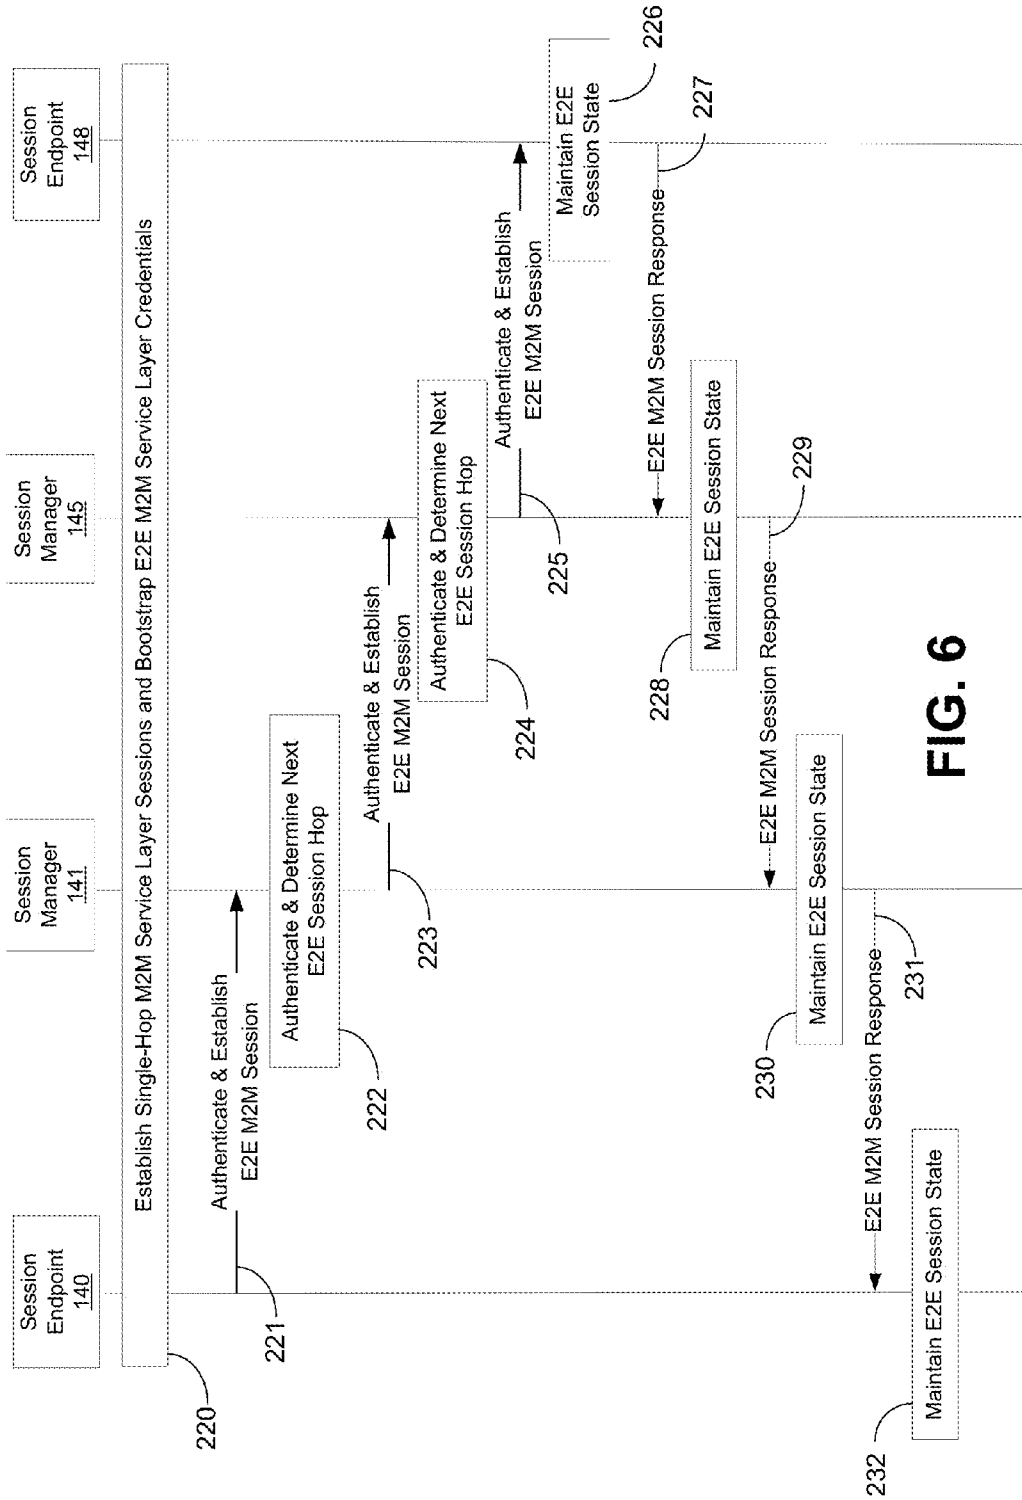 Session
Endpoint
140
Session
Manager
141
Session
Manager
145
Session
Endpoint
148
Establish Single-Hop M2M Service Layer Sessions and Bootstrap E2E M2M Service Layer Credentials
220
Authenticate & Establish
E2E M2M Session
221
Authenticate & Determine Next
E2E Session Hop
222
Authenticate & Establish
E2E M2M Session
223
Authenticate & Determine Next
E2E Session Hop
224
Authenticate & Establish
E2E M2M Session
225
Maintain E2E
Session State
226
E2E M2M Session Response
227
Maintain E2E Session State
228
E2E M2M Session Response
229
Maintain E2E Session State
230
E2E M2M Session Response
231
Maintain E2E Session State
232
FIG. 6